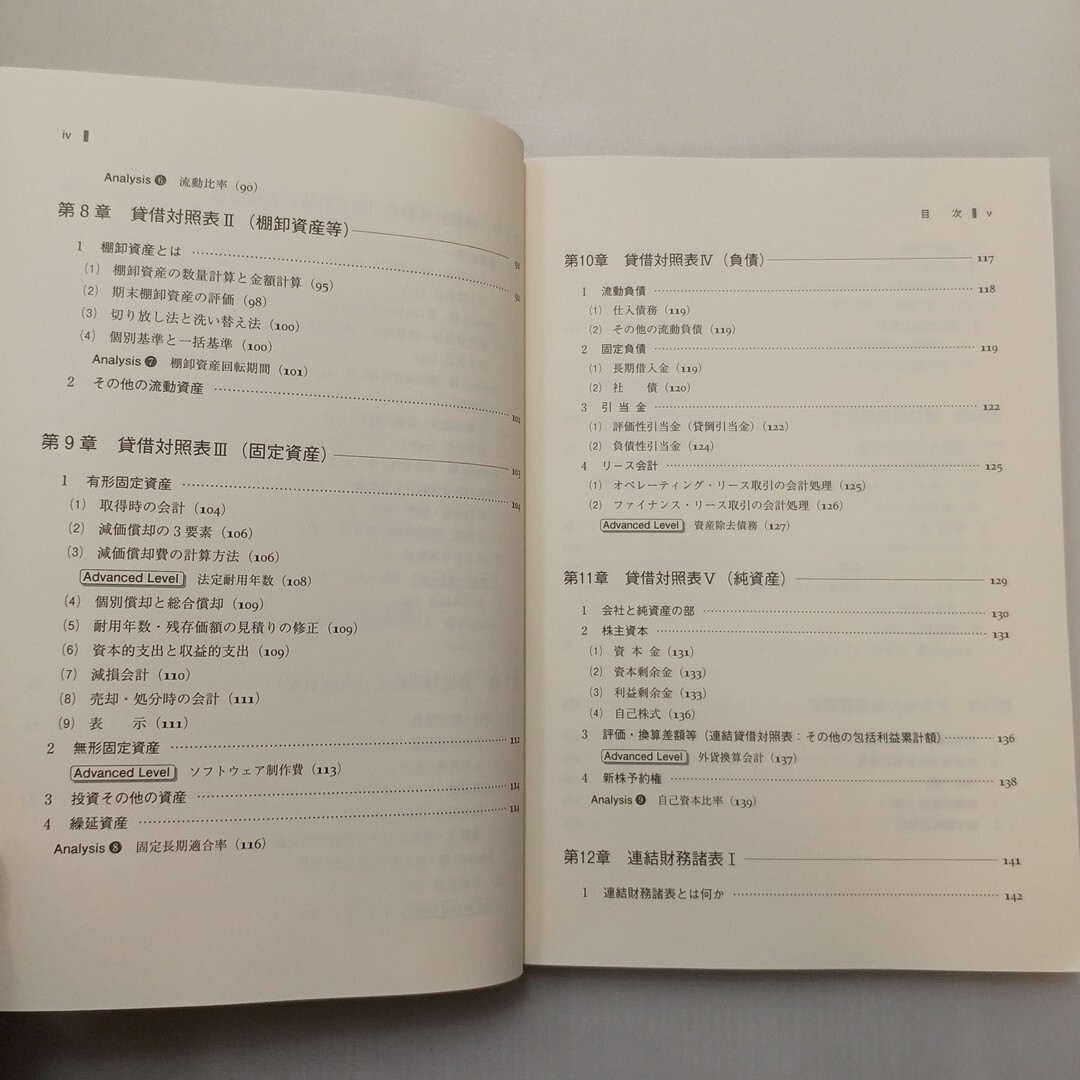 iv
Analysis ❻ 流動比率（90）
第8章 貸借対照表Ⅱ（棚卸資産等）
1 棚卸資産とは
⑴ 棚卸資産の数量計算と金額計算（95）
⑵ 期末棚卸資産の評価（98）
⑶ 切り放し法と洗い替え法（100）
⑷ 個別基準と一括基準（100）
Analysis ❼ 棚卸資産回転期間（101）
2 その他の流動資産 …… 102
第9章 貸借対照表Ⅲ（固定資産） 103
1 有形固定資産 …… 104
⑴ 取得時の会計（104）
⑵ 減価償却の3要素（106）
⑶ 減価償却費の計算方法（106）
Advanced Level 法定耐用年数（108）
⑷ 個別償却と総合償却（109）
⑸ 耐用年数・残存価額の見積りの修正（109）
⑹ 資本的支出と収益的支出（109）
⑺ 減損会計（110）
⑻ 売却・処分時の会計（111）
⑼ 表　示（111）
2 無形固定資産 …… 112
Advanced Level ソフトウェア制作費（113）
3 投資その他の資産 …… 114
4 繰延資産 …… 114
Analysis ❽ 固定長期適合率（116）
目　次 v
第10章 貸借対照表Ⅳ（負債） 117
1 流動負債 …… 118
⑴ 仕入債務（119）
⑵ その他の流動負債（119）
2 固定負債 …… 119
⑴ 長期借入金（119）
⑵ 社　債（120）
3 引 当 金 …… 122
⑴ 評価性引当金（貸倒引当金）（122）
⑵ 負債性引当金（124）
4 リース会計 …… 125
⑴ オペレーティング・リース取引の会計処理（125）
⑵ ファイナンス・リース取引の会計処理（126）
Advanced Level 資産除去債務（127）
第11章 貸借対照表Ⅴ（純資産） 129
1 会社と純資産の部 …… 130
2 株主資本 …… 131
⑴ 資 本 金（131）
⑵ 資本剰余金（133）
⑶ 利益剰余金（133）
⑷ 自己株式（136）
3 評価・換算差額等（連結貸借対照表：その他の包括利益累計額） …… 136
Advanced Level 外貨換算会計（137）
4 新株予約権 …… 138
Analysis ❾ 自己資本比率（139）
第12章 連結財務諸表Ⅰ 141
1 連結財務諸表とは何か …… 142